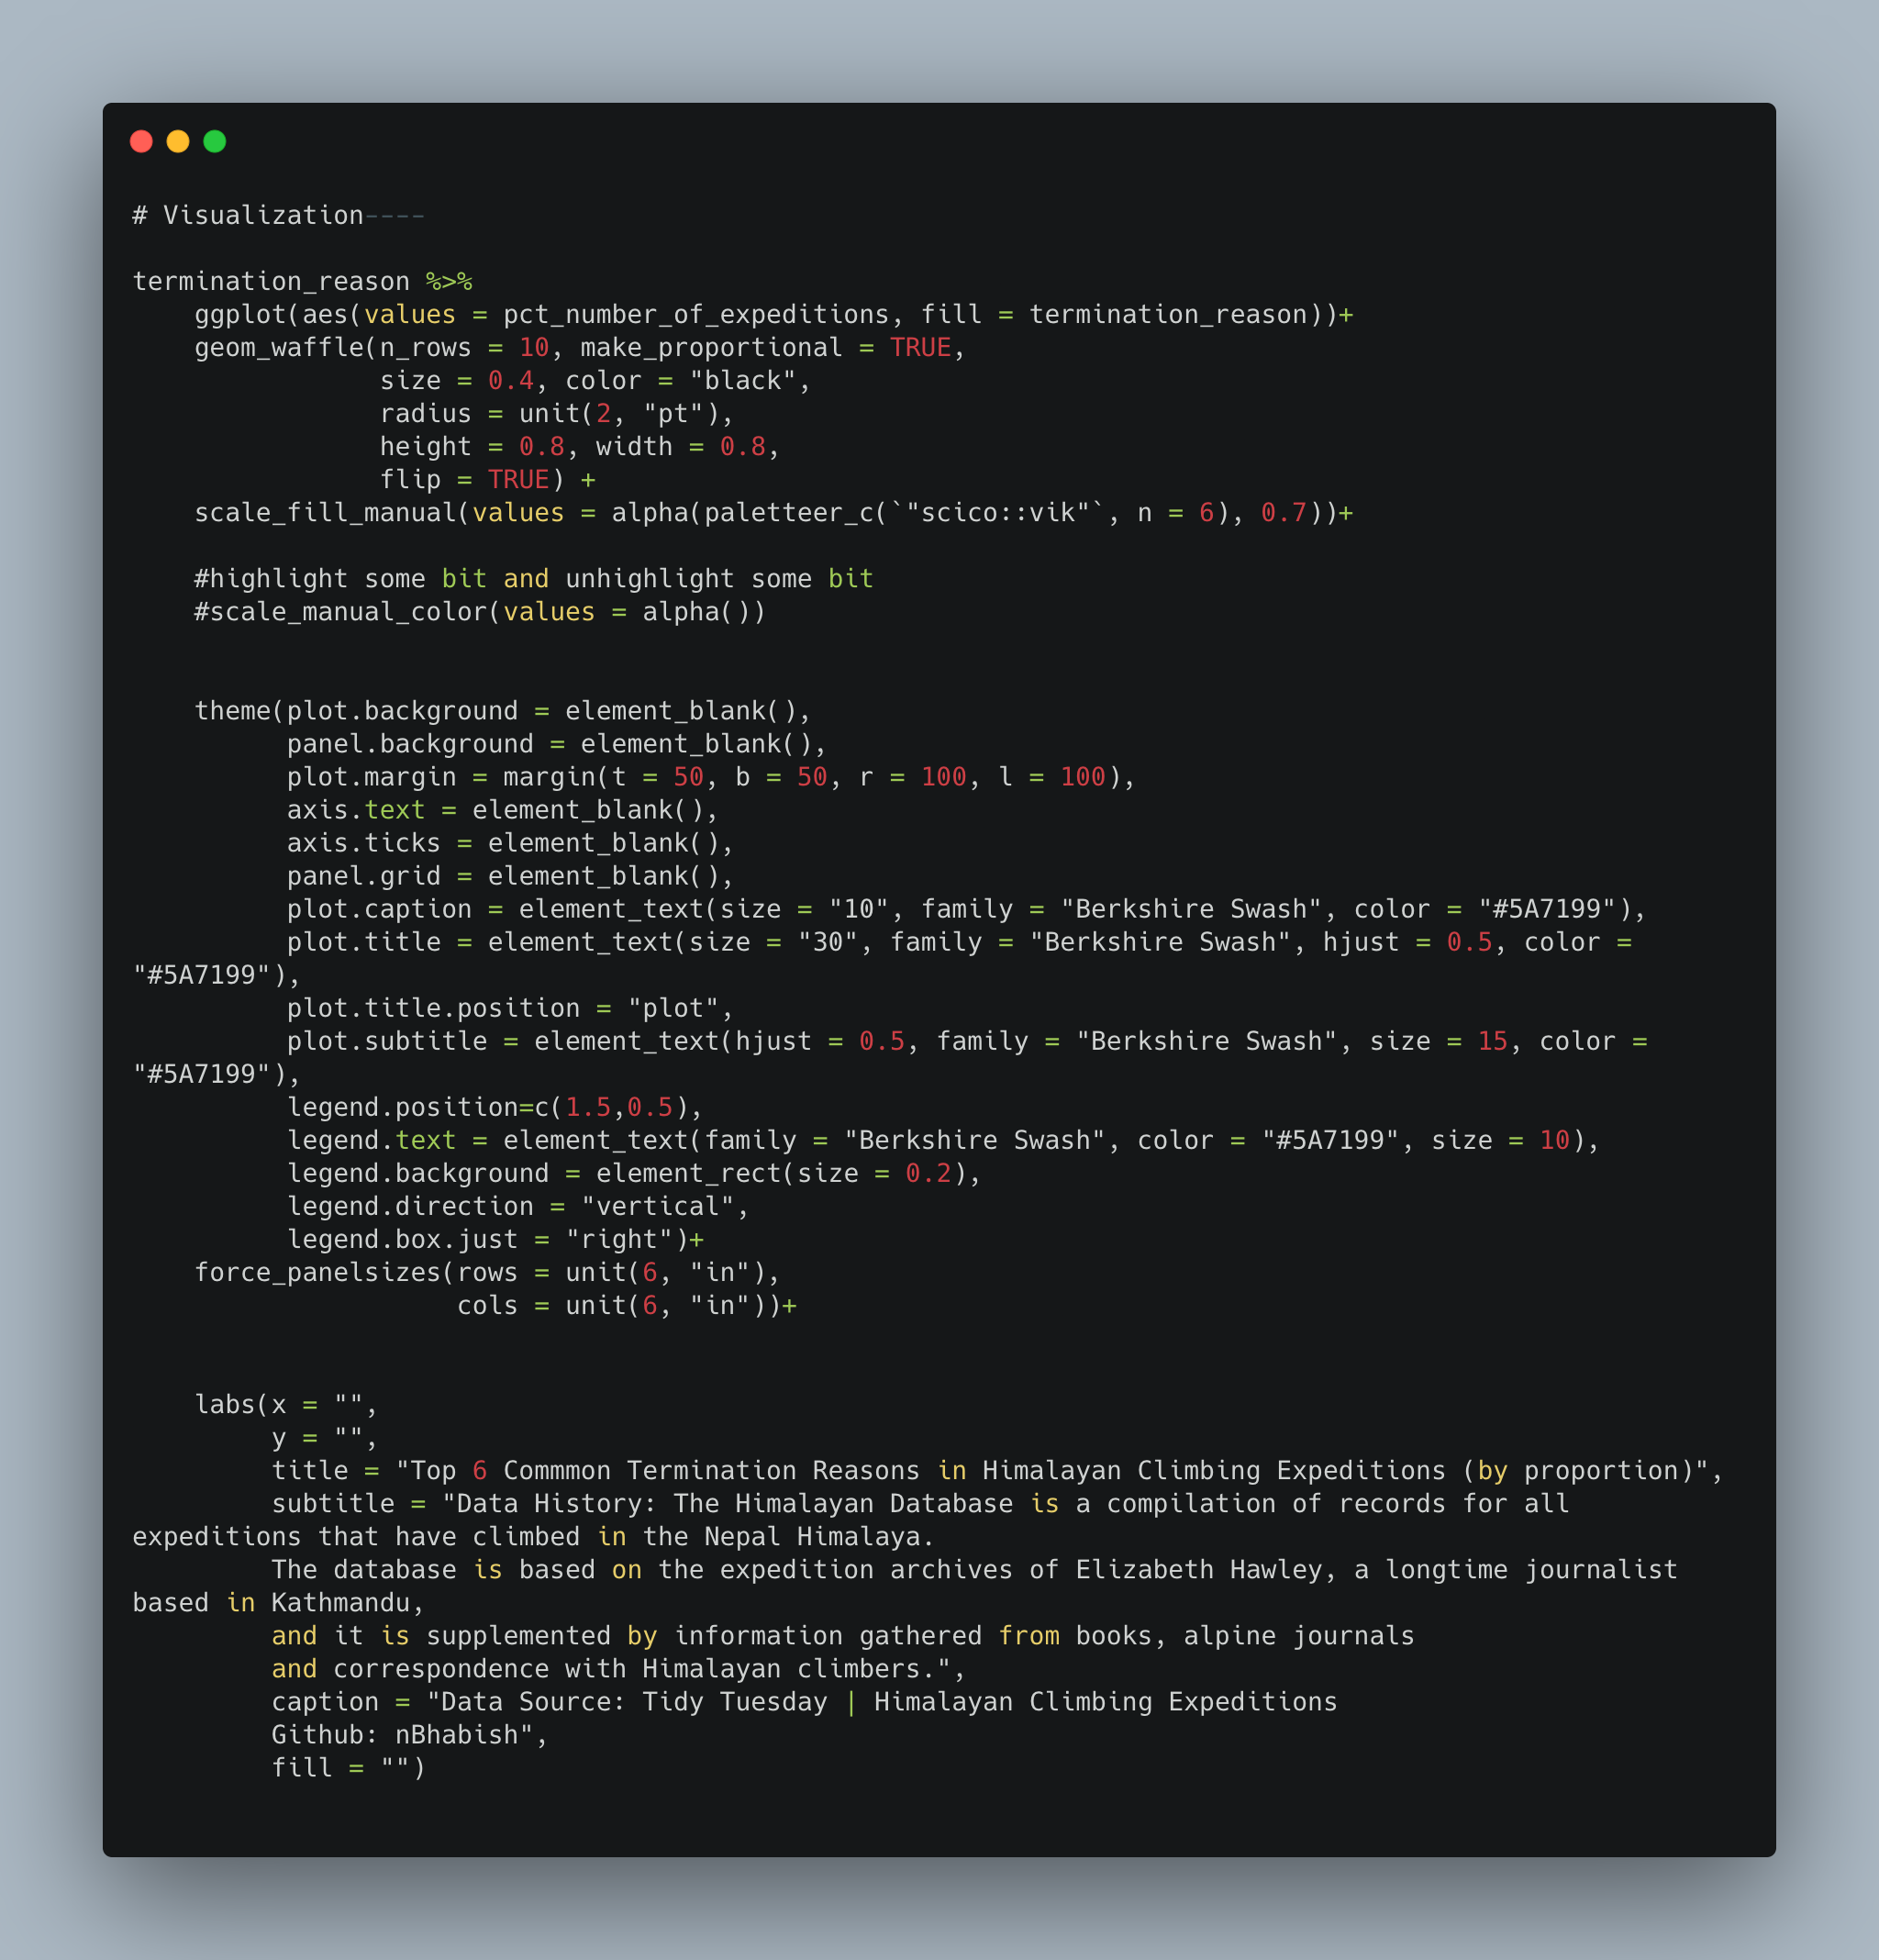 # Visualization----
termination_reason %>%
ggplot(aes(values = pct_number_of_expeditions, fill = termination_reason))+
geom_waffle(n_rows = 10, make_proportional = TRUE,
size = 0.4, color = "black",
radius = unit(2, "pt"),
height = 0.8, width = 0.8,
flip = TRUE) +
scale_fill_manual(values = alpha(paletteer_c(`"scico::vik"`, n = 6), 0.7))+
#highlight some bit and unhighlight some bit
#scale_manual_color(values = alpha())
theme(plot.background = element_blank(),
panel.background = element_blank(),
plot.margin = margin(t = 50, b = 50, r = 100, l = 100),
axis.text = element_blank(),
axis.ticks = element_blank(),
panel.grid = element_blank(),
plot.caption = element_text(size = "10", family = "Berkshire Swash", color = "#5A7199"),
plot.title = element_text(size = "30", family = "Berkshire Swash", hjust = 0.5, color =
"#5A7199"),
plot.title.position = "plot",
plot.subtitle = element_text(hjust = 0.5, family = "Berkshire Swash", size = 15, color =
"#5A7199"),
legend.position=c(1.5,0.5),
legend.text = element_text(family = "Berkshire Swash", color = "#5A7199", size = 10),
legend.background = element_rect(size = 0.2),
legend.direction = "vertical",
legend.box.just = "right")+
force_panelsizes(rows = unit(6, "in"),
cols = unit(6, "in"))+
labs(x = "",
y = "",
title = "Top 6 Commmon Termination Reasons in Himalayan Climbing Expeditions (by proportion)",
subtitle = "Data History: The Himalayan Database is a compilation of records for all
expeditions that have climbed in the Nepal Himalaya.
The database is based on the expedition archives of Elizabeth Hawley, a longtime journalist
based in Kathmandu,
and it is supplemented by information gathered from books, alpine journals
and correspondence with Himalayan climbers.",
caption = "Data Source: Tidy Tuesday | Himalayan Climbing Expeditions
Github: nBhabish",
fill = "")